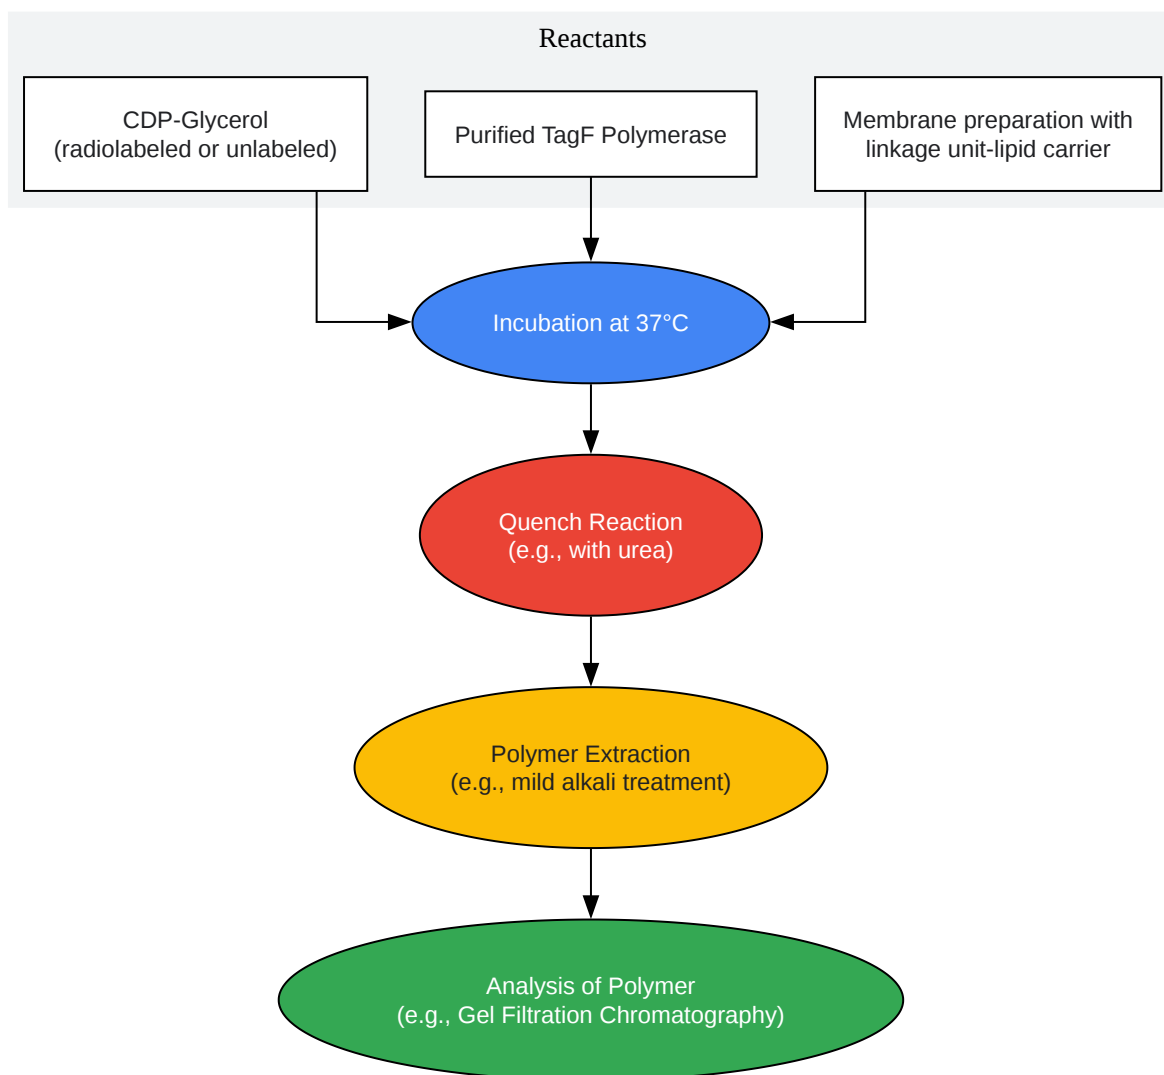 Reactants
CDP-Glycerol
(radiolabeled or unlabeled)
Purified TagF Polymerase
Membrane preparation with
linkage unit-lipid carrier
Incubation at 37°C
Quench Reaction
(e.g., with urea)
Polymer Extraction
(e.g., mild alkali treatment)
Analysis of Polymer
(e.g., Gel Filtration Chromatography)